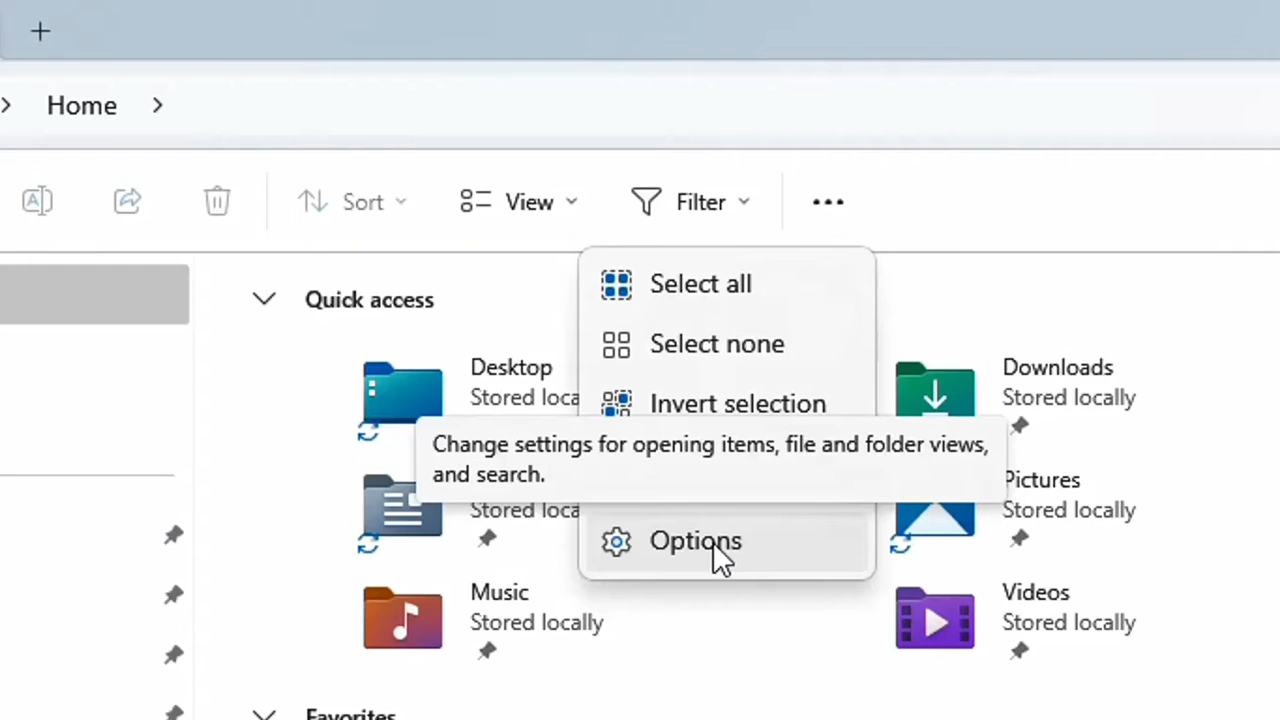 Home
Sort
View
Filter
Select all
Quick access
Select none
Desktop
Stored loca
Downloads
Stored locally
Invert selection
Change settings for opening items, file and folder views,
and search.
Stored loca
Pictures
Stored locally
Options
Music
Stored locally
Videos
Stored locally
Favorites